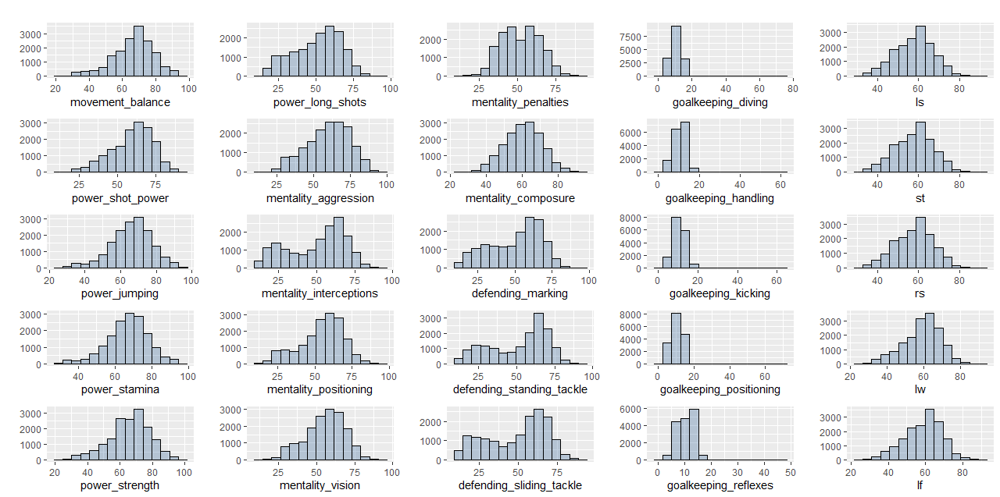 3000
2000
1000
0
20 40 60 80 100
movement_balance
2000
1000
0
0 25 50 75 100
power_long_shots
2000
1000
0
25 50 75
mentality_penalties
7500
5000
2500
0
0 20 40 60 80
goalkeeping_diving
3000
2000
1000
0
40 60 80
ls
3000
2000
1000
0
25 50 75
power_shot_power
2000
1000
0
25 50 75 100
mentality_aggression
3000
2000
1000
0
20 40 60 80
mentality_composure
6000
4000
2000
0
0 20 40 60
goalkeeping_handling
3000
2000
1000
0
40 60 80
st
3000
2000
1000
0
20 40 60 80 100
power_jumping
2000
1000
0
25 50 75 100
mentality_interceptions
2000
1000
0
25 50 75 100
defending_marking
8000
6000
4000
2000
0
0 20 40 60
goalkeeping_kicking
3000
2000
1000
0
40 60 80
rs
3000
2000
1000
0
40 60 80 100
power_stamina
3000
2000
1000
0
25 50 75 100
mentality_positioning
3000
2000
1000
0
25 50 75 100
defending_standing_tackle
8000
6000
4000
2000
0
0 20 40 60
goalkeeping_positioning
3000
2000
1000
0
20 40 60 80
lw
3000
2000
1000
0
20 40 60 80 100
power_strength
3000
2000
1000
0
0 25 50 75 100
mentality_vision
2000
1000
0
25 50 75
defending_sliding_tackle
6000
4000
2000
0
0 10 20 30 40 50
goalkeeping_reflexes
3000
2000
1000
0
20 40 60 80
lf